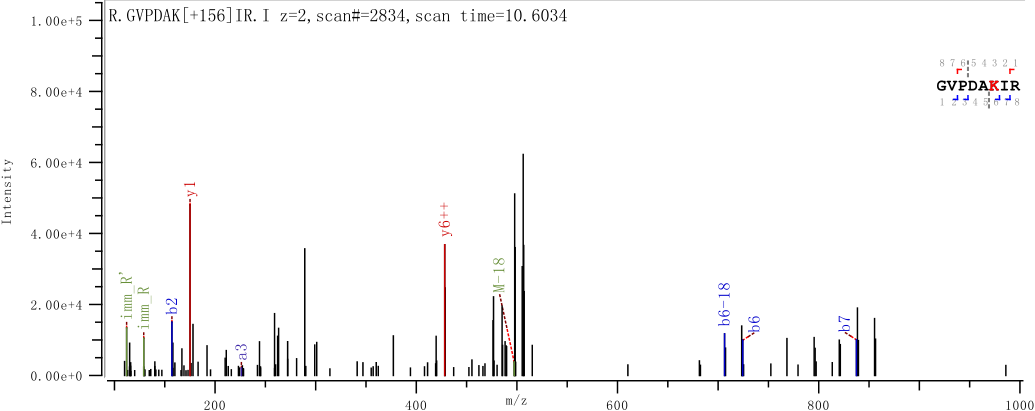 R.GVPDAK[+156]IR.I z=2,scan#=2834,scan time=10.6034
1.00e+5
8.00e+4
6.00e+4
4.00e+4
2.00e+4
0.00e+0
Intensity
imm_R'
imm_R
b2
y1
a3
y6++
M-18
b6-18
b6
b7
8 7 6 5 4 3 2 1
GVPDAKIR
1 2 3 4 5 6 7 8
200
400
600
800
1000
m/z